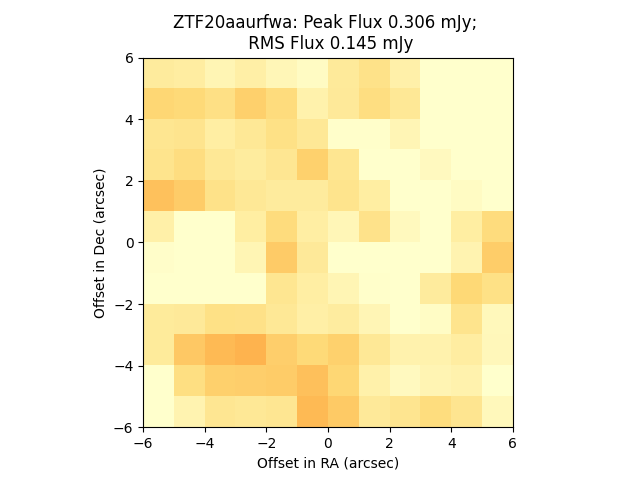 ZTF20aaurfwa: Peak Flux 0.306 mJy;
RMS Flux 0.145 mJy
6
4
2
0
−2
−4
−6
Offset in Dec (arcsec)
−6 −4 −2 0 2 4 6
Offset in RA (arcsec)